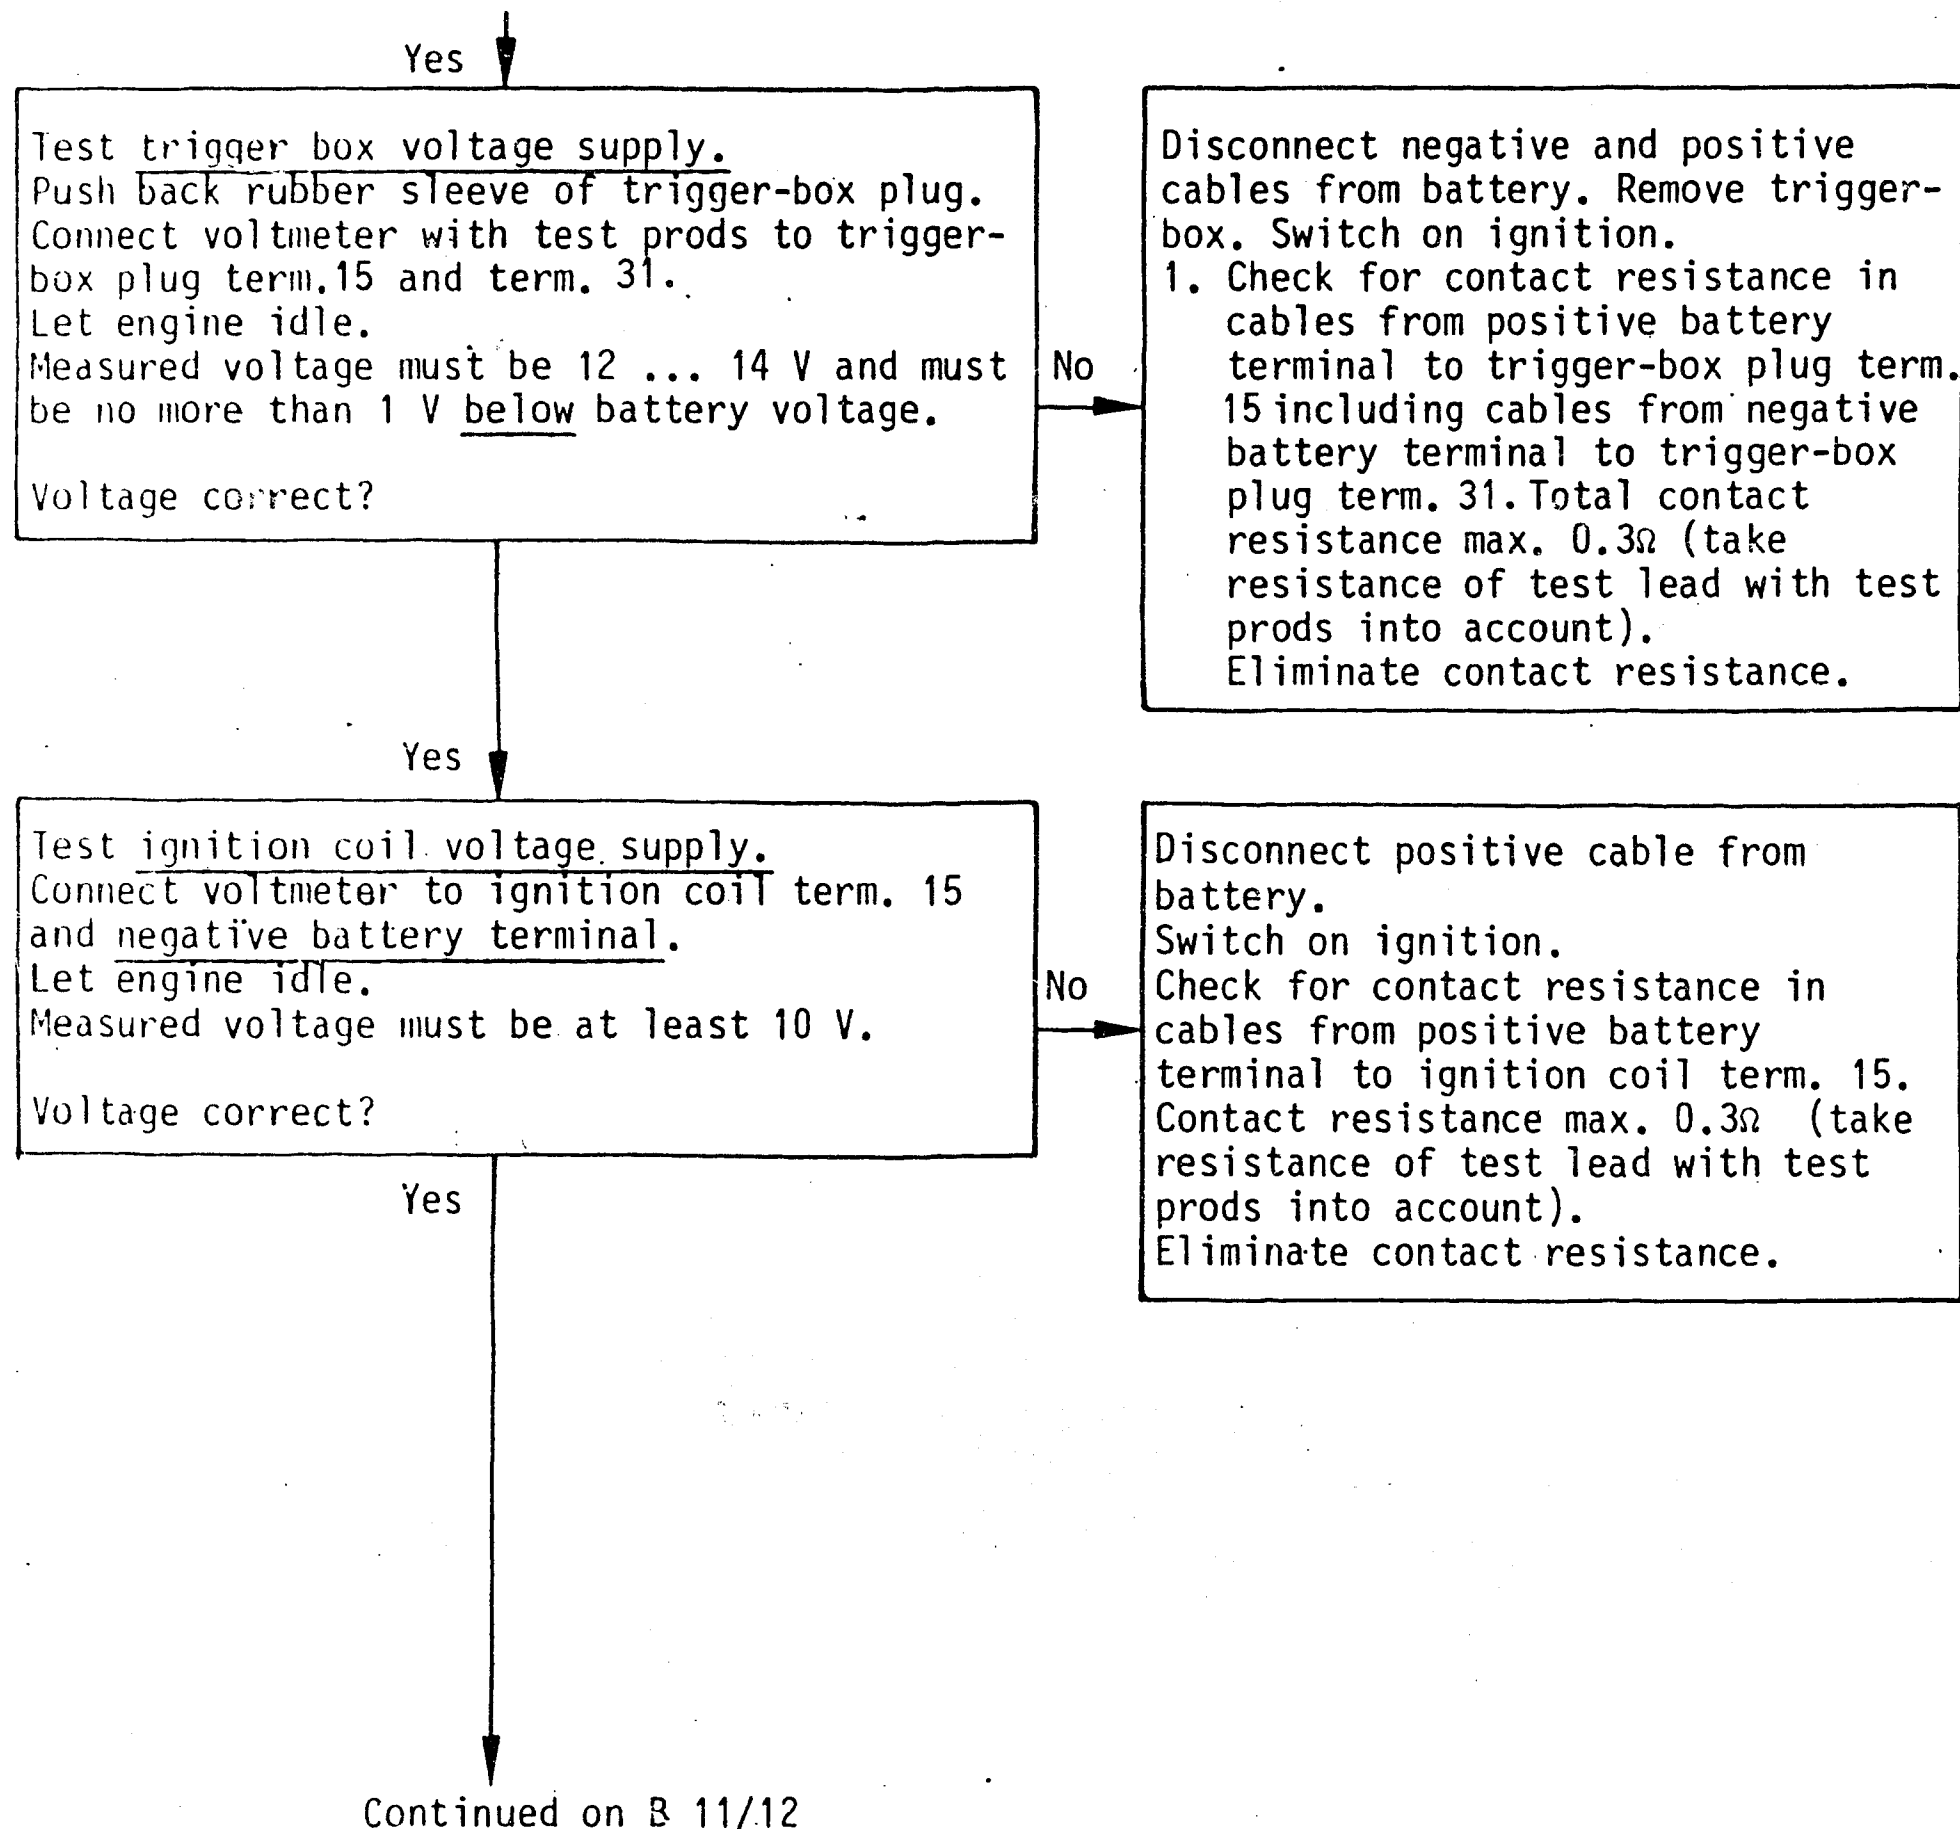 Yes
Test trigger box voltage supply.
Push back rubber sleeve of trigger-box plug.
Connect voltmeter with test prods to trigger-
box plug term.15 and term. 31.
Let engine idle.
Measured voltage must be 12 ... 14 V and must
be no more than 1 V below battery voltage.
Voltage correct?
No
Disconnect negative and positive
cables from battery. Remove trigger-
box. Switch on ignition.
1. Check for contact resistance in
cables from positive battery
terminal to trigger-box plug term.
15 including cables from negative
battery terminal to trigger-box
plug term. 31. Total contact
resistance max. 0.3Ω (take
resistance of test lead with test
prods into account).
Eliminate contact resistance.
Yes
Test ignition coil voltage supply.
Connect voltmeter to ignition coil term. 15
and negative battery terminal.
Let engine idle.
Measured voltage must be at least 10 V.
Voltage correct?
No
Disconnect positive cable from
battery.
Switch on ignition.
Check for contact resistance in
cables from positive battery
terminal to ignition coil term. 15.
Contact resistance max. 0.3Ω (take
resistance of test lead with test
prods into account).
Eliminate contact resistance.
Yes
Continued on B 11/12